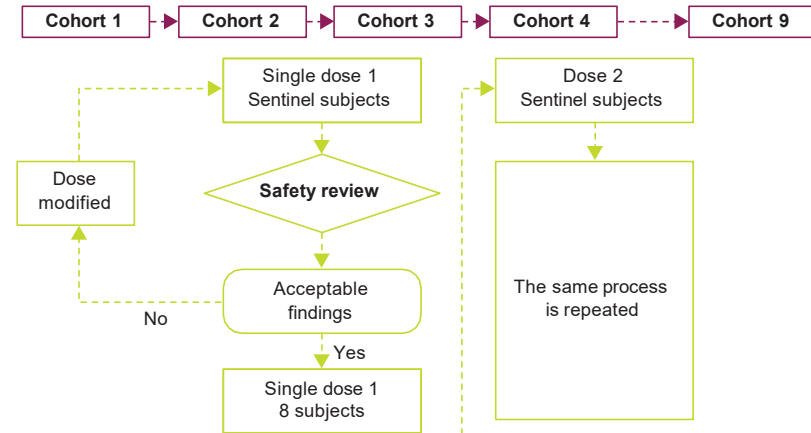 Cohort 1
Cohort 2
Cohort 3
Cohort 4
Cohort 9
Single dose 1
Sentinel subjects
Dose 2
Sentinel subjects
Dose
modified
Safety review
The same process
is repeated
Acceptable
findings
No
Yes
Single dose 1
8 subjects